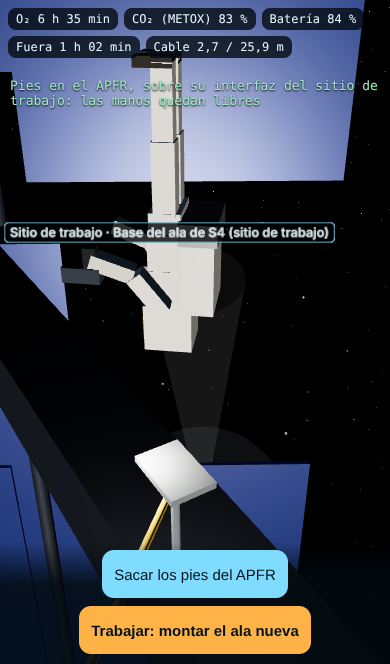 O₂ 6 h 35 min
CO₂ (METOX) 83 %
Batería 84 %
Fuera 1 h 02 min
Cable 2,7 / 25,9 m
Pies en el APFR, sobre su interfaz del sitio de
trabajo: las manos quedan libres
Sitio de trabajo · Base del ala de S4 (sitio de trabajo)
Sacar los pies del APFR
Trabajar: montar el ala nueva